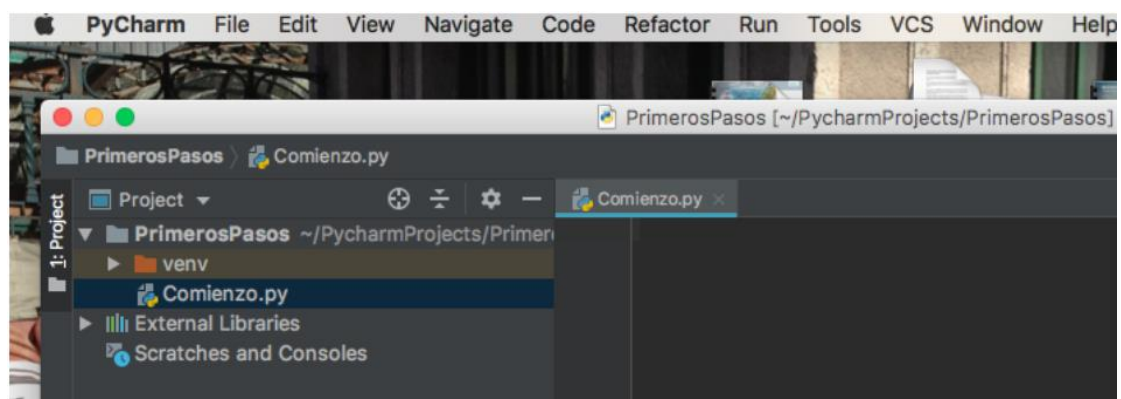 PyCharm File Edit View Navigate Code Refactor Run Tools VCS Window Help
PrimerosPasos [~/PycharmProjects/PrimerosPasos]
PrimerosPasos Comienzo.py
1: Project
Project
Comienzo.py
PrimerosPasos ~/PycharmProjects/Primer
venv
Comienzo.py
External Libraries
Scratches and Consoles